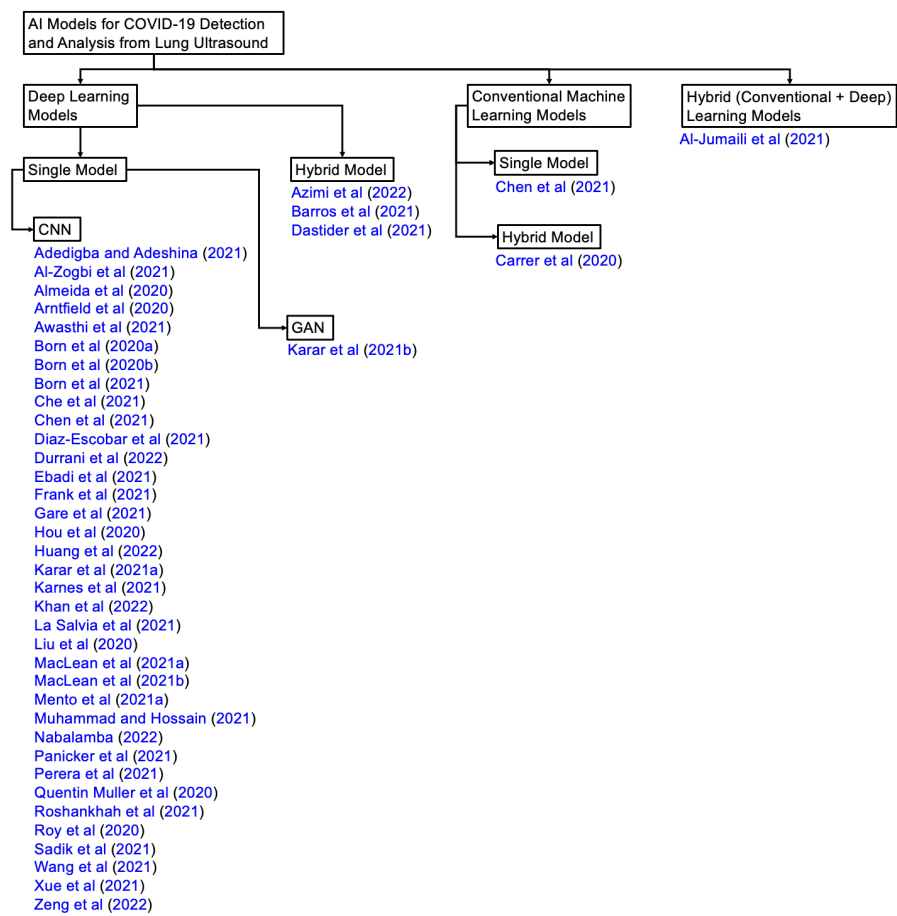 AI Models for COVID-19 Detection
and Analysis from Lung Ultrasound
Deep Learning
Models
Single Model
CNN
Adedigba and Adeshina (2021)
Al-Zogbi et al (2021)
Almeida et al (2020)
Arntfield et al (2020)
Awasthi et al (2021)
Born et al (2020a)
Born et al (2020b)
Born et al (2021)
Che et al (2021)
Chen et al (2021)
Diaz-Escobar et al (2021)
Durrani et al (2022)
Ebadi et al (2021)
Frank et al (2021)
Gare et al (2021)
Hou et al (2020)
Huang et al (2022)
Karar et al (2021a)
Karnes et al (2021)
Khan et al (2022)
La Salvia et al (2021)
Liu et al (2020)
MacLean et al (2021a)
MacLean et al (2021b)
Mento et al (2021a)
Muhammad and Hossain (2021)
Nabalamba (2022)
Panicker et al (2021)
Perera et al (2021)
Quentin Muller et al (2020)
Roshankhah et al (2021)
Roy et al (2020)
Sadik et al (2021)
Wang et al (2021)
Xue et al (2021)
Zeng et al (2022)
GAN
Karar et al (2021b)
Hybrid Model
Azimi et al (2022)
Barros et al (2021)
Dastider et al (2021)
Conventional Machine
Learning Models
Single Model
Chen et al (2021)
Hybrid Model
Carrer et al (2020)
Hybrid (Conventional + Deep)
Learning Models
Al-Jumaili et al (2021)